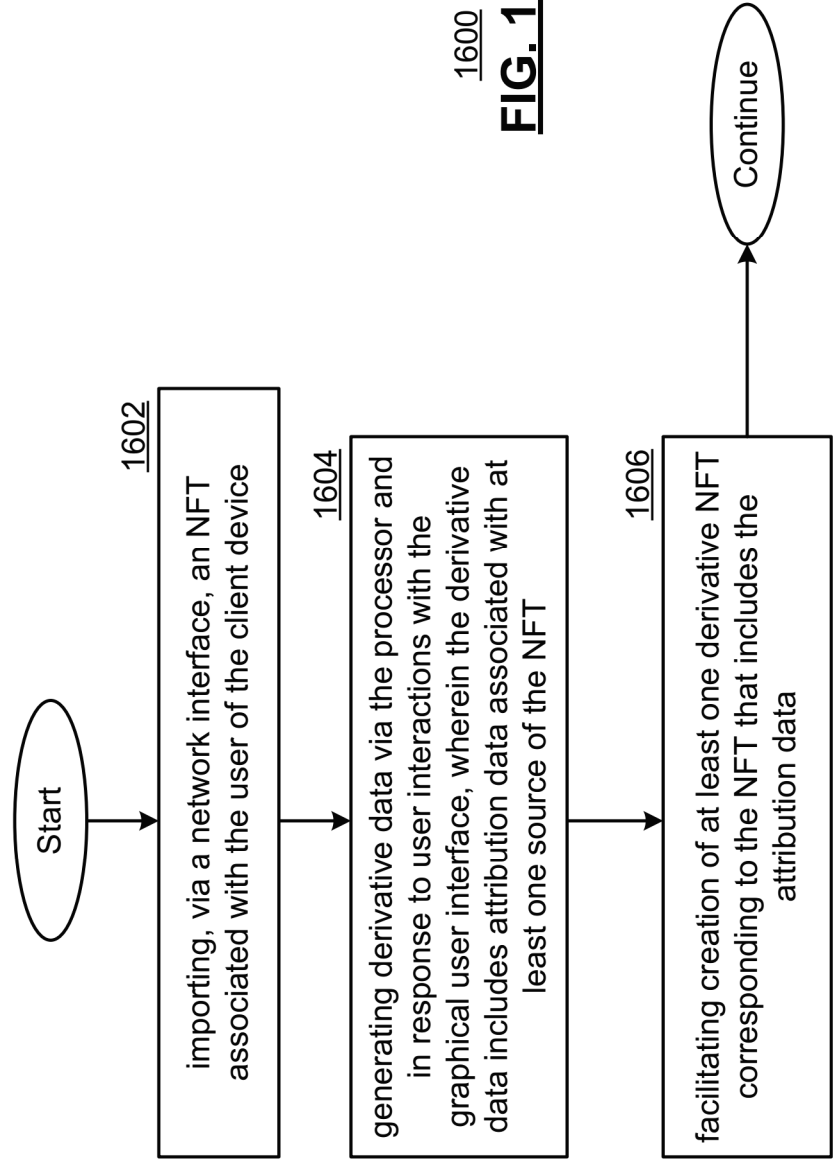 Start
1602
importing, via a network interface, an NFT
associated with the user of the client device
1604
generating derivative data via the processor and
in response to user interactions with the
graphical user interface, wherein the derivative
data includes attribution data associated with at
least one source of the NFT
1606
facilitating creation of at least one derivative NFT
corresponding to the NFT that includes the
attribution data
Continue
1600
FIG. 1